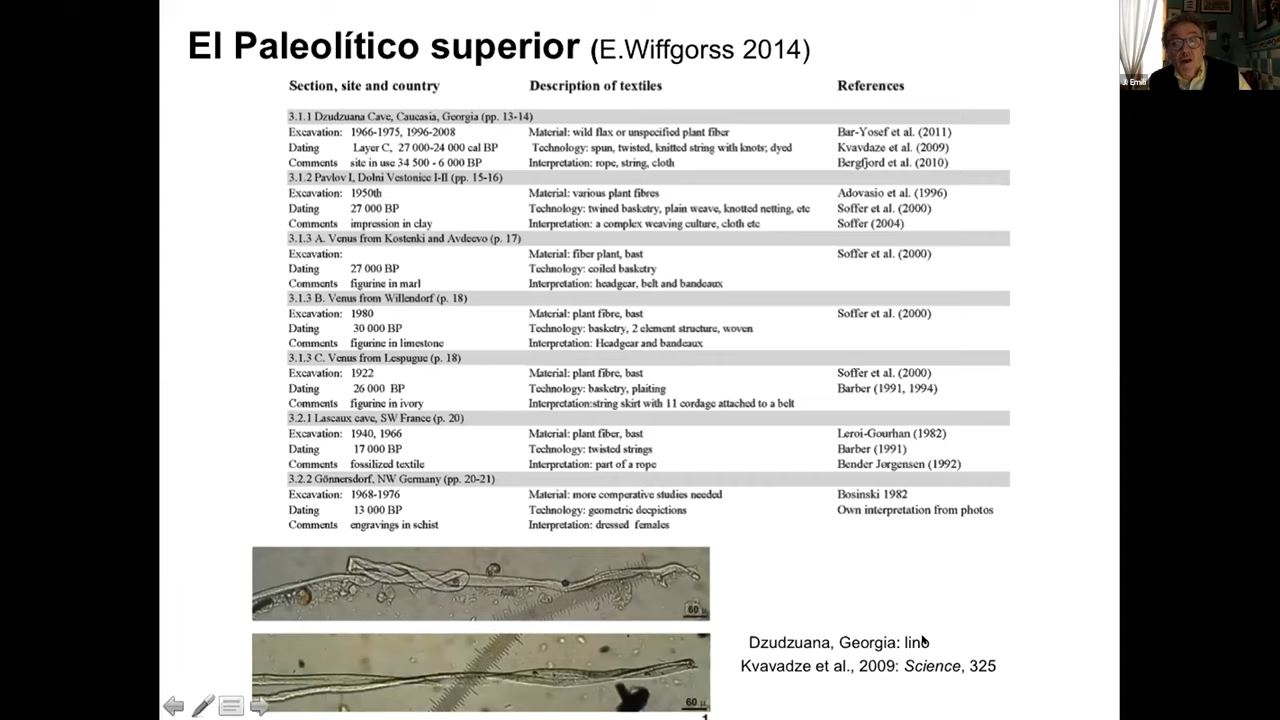 El Paleolítico superior (E.Wiffgorss 2014)
Section, site and country Description of textiles References
3.1.1 Dzudzuana Cave, Caucasia, Georgia (pp. 13-14)
Excavation: 1966-1975, 1996-2008 Material: wild flax or unspecified plant fiber Bar-Yosef et al. (2011)
Dating Layer C, 27 000-24 000 cal BP Technology: spun, twisted, knitted string with knots; dyed Kvavdaze et al. (2009)
Comments site in use 34 500 - 6 000 BP) Interpretation: rope, string, cloth Bergfjord et al. (2010)
3.1.2 Pavlov I, Dolni Vestonice I-II (pp. 15-16)
Excavation: 1950th Material: various plant fibres Adovasio et al. (1996)
Dating 27 000 BP Technology: twined basketry, plain weave, knotted netting, etc Soffer et al. (2000)
Comments impression in clay Interpretation: a complex weaving culture, cloth etc Soffer (2004)
3.1.3 A. Venus from Kostenki and Avdeevo (p. 17)
Excavation: Material: fiber plant, bast Soffer et al. (2000)
Dating 27 000 BP Technology: coiled basketry
Comments figurine in marl Interpretation: headgear, belt and bandeaux
3.1.3 B. Venus from Willendorf (p. 18)
Excavation: 1980 Material: plant fibre, bast Soffer et al. (2000)
Dating 30 000 BP Technology: basketry, 2 element structure, woven
Comments figurine in limestone Interpretation: Headgear and bandeaux
3.1.3 C. Venus from Lespugue (p. 18)
Excavation: 1922 Material: plant fibre, bast Soffer et al. (2000)
Dating 26 000 BP Technology: basketry, plaiting Barber (1991, 1994)
Comments figurine in ivory Interpretation:string skirt with 11 cordage attached to a belt
3.2.1 Lascaux cave, SW France (p. 20)
Excavation: 1940, 1966 Material: plant fiber, bast Leroi-Gourhan (1982)
Dating 17 000 BP Technology: twisted strings Barber (1991)
Comments fossilized textile Interpretation: part of a rope Bender Jørgensen (1992)
3.2.2 Gönnersdorf, NW Germany (pp. 20-21)
Excavation: 1968-1976 Material: more comperative studies needed Bosinski 1982
Dating 13 000 BP Technology: geometric decpictions Own interpretation from photos
Comments engravings in schist Interpretation: dressed females
60 µ
60 µ
Dzudzuana, Georgia: lino
Kvavadze et al., 2009: Science, 325